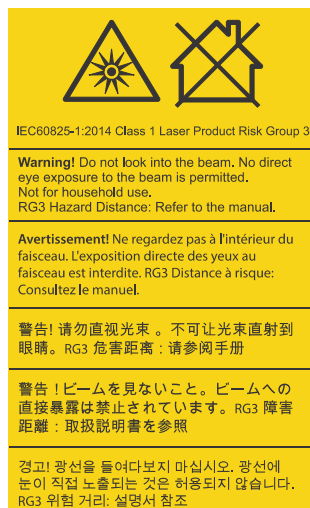 IEC60825-1:2014 Class 1 Laser Product Risk Group 3
Warning! Do not look into the beam. No direct
eye exposure to the beam is permitted.
Not for household use.
RG3 Hazard Distance: Refer to the manual.
Avertissement! Ne regardez pas à l'intérieur du
faisceau. L'exposition directe des yeux au
faisceau est interdite. RG3 Distance à risque:
Consultez le manuel.
警告! 请勿直视光束 。不可让光束直射到
眼睛。RG3 危害距离 : 请参阅手册
警告 ! ビームを見ないこと。ビームへの
直接暴露は禁止されています。RG3 障害
距離 : 取扱説明書を参照
경고! 광선을 들여다보지 마십시오. 광선에
눈이 직접 노출되는 것은 허용되지 않습니다.
RG3 위험 거리: 설명서 참조